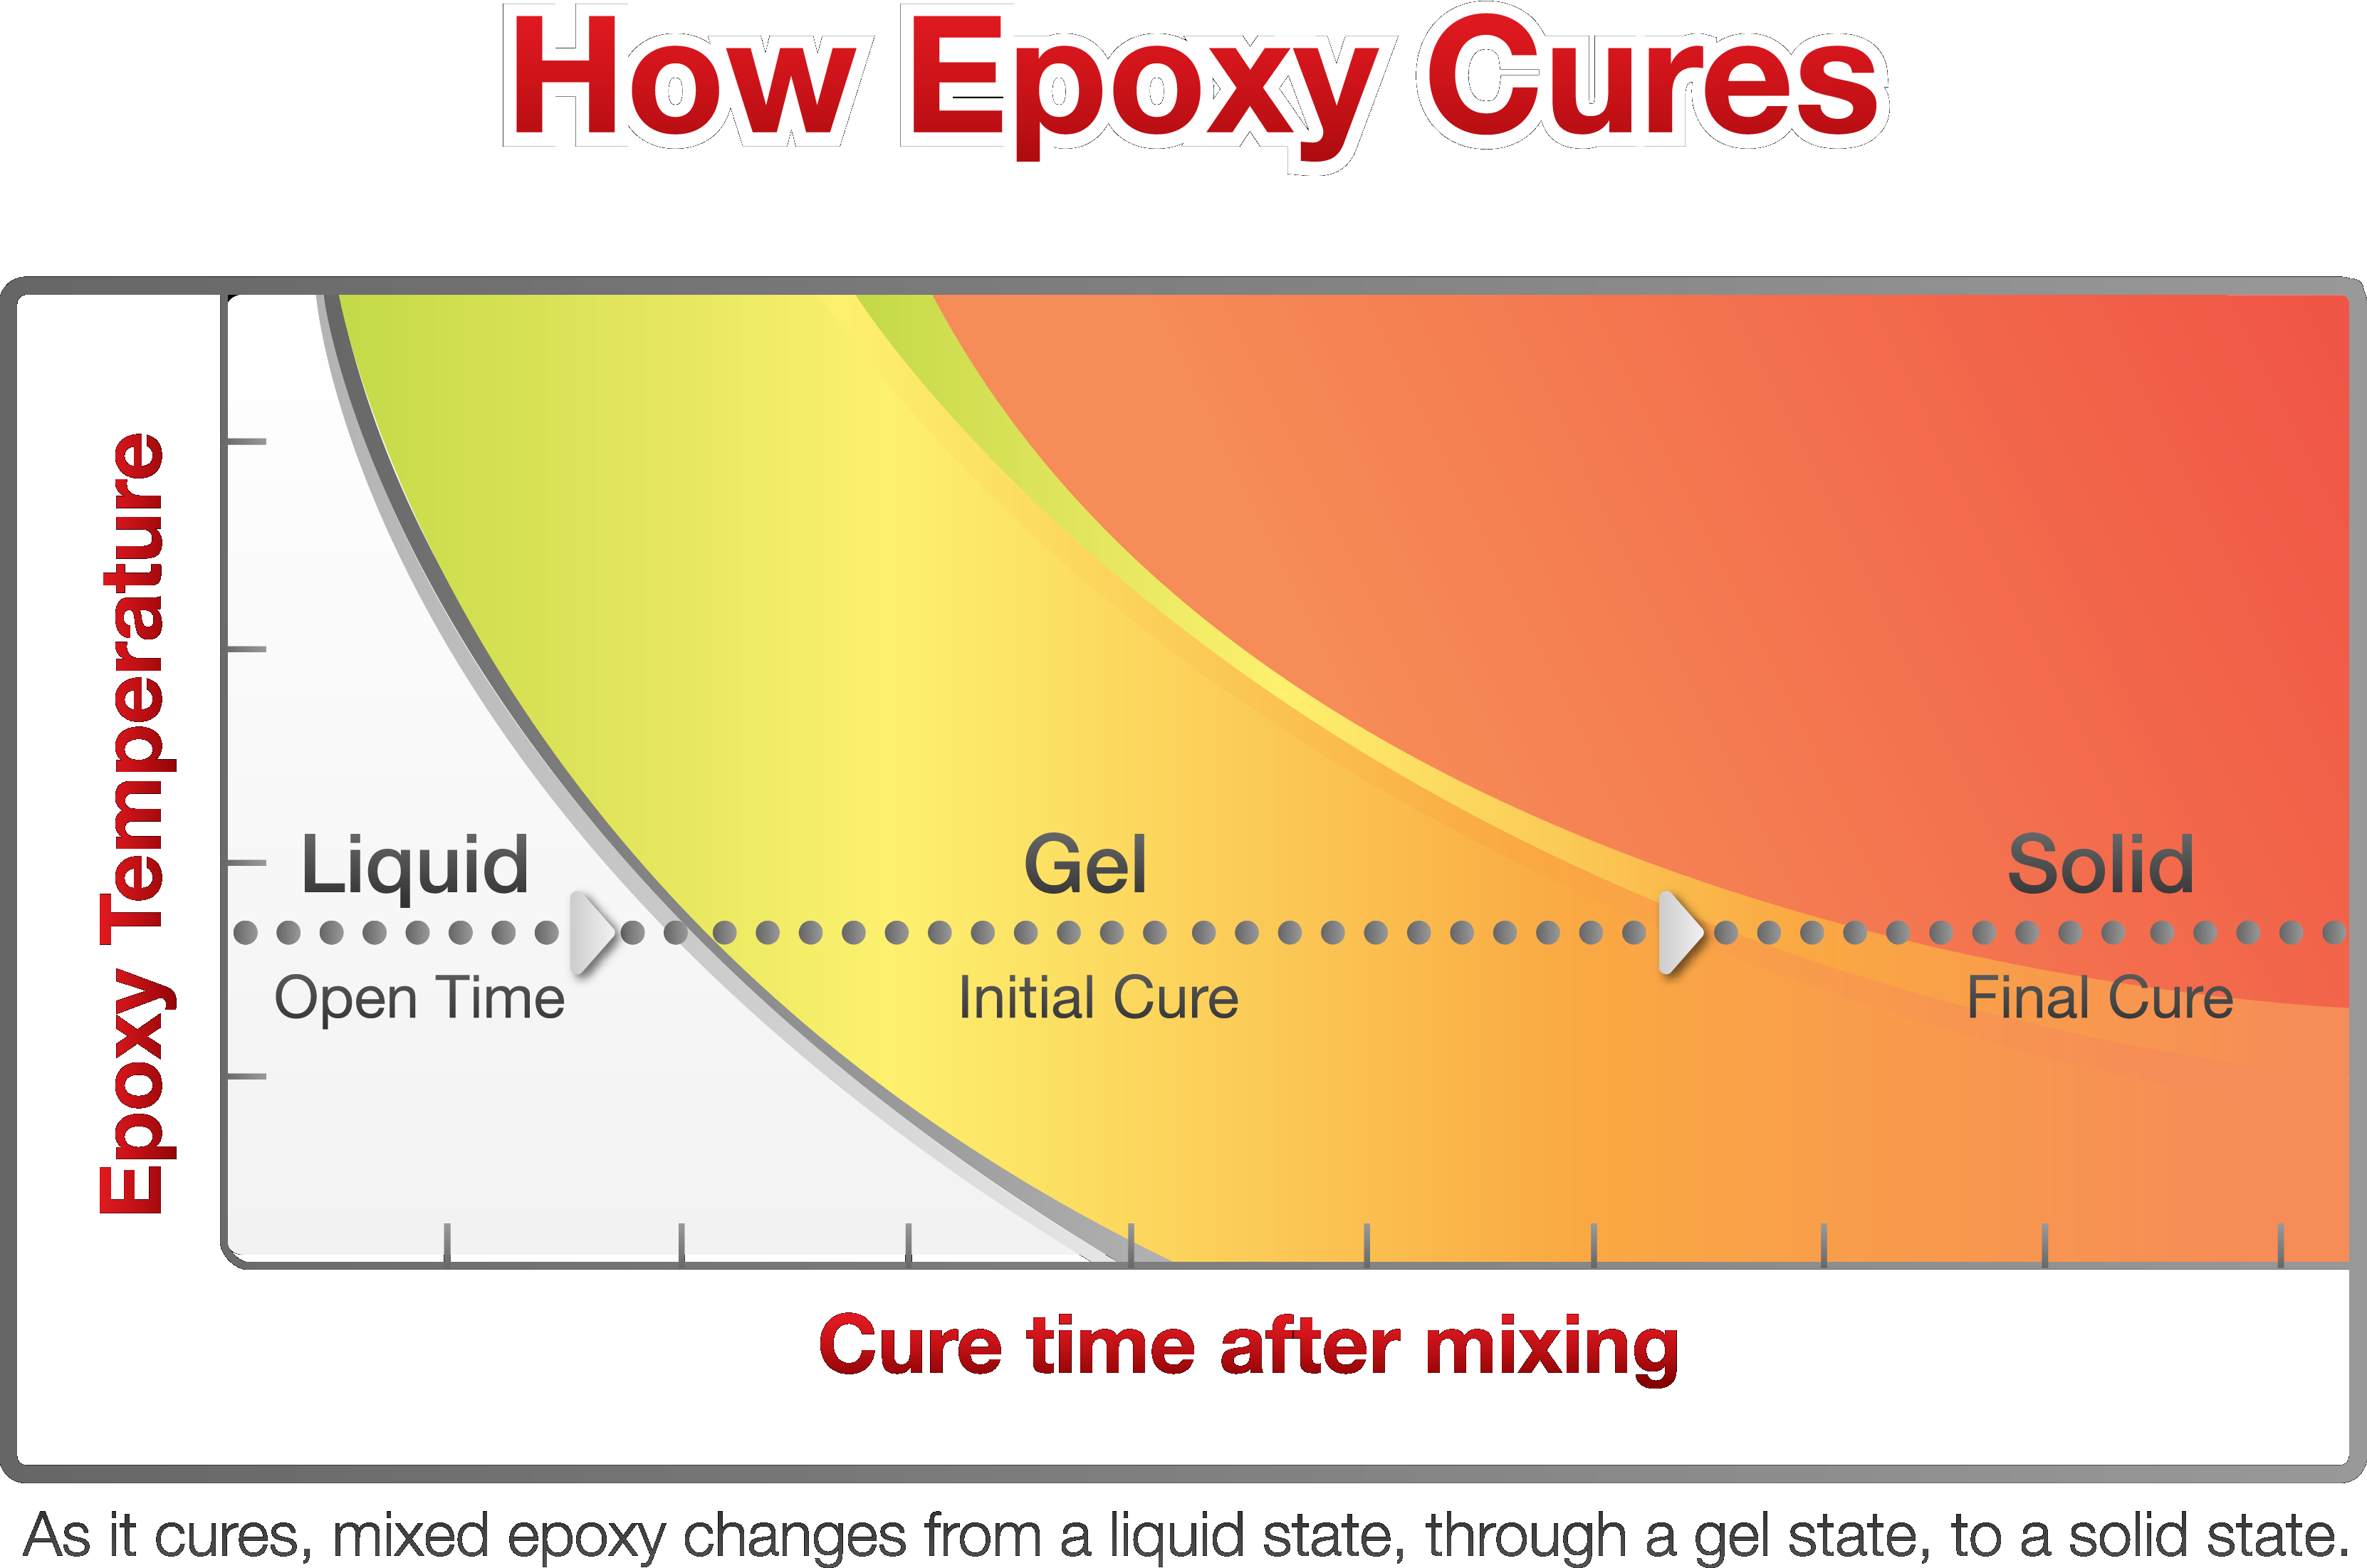 How Epoxy Cures
Epoxy Temperature
Liquid
Gel
Solid
Open Time
Initial Cure
Final Cure
Cure time after mixing
As it cures, mixed epoxy changes from a liquid state, through a gel state, to a solid state.